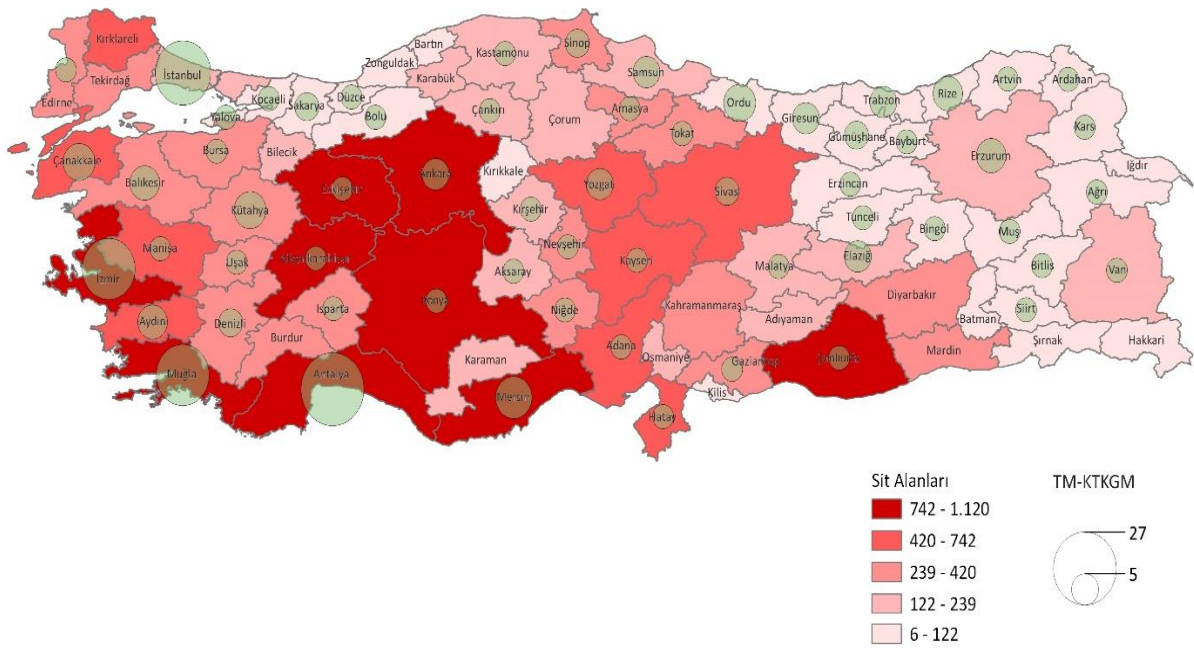 Kırklareli
Edirne
Tekirdağ
İstanbul
Kocaeli
Yalova
Sakarya
Düzce
Zonguldak
Bartın
Karabük
Kastamonu
Sinop
Samsun
Bolu
Çankırı
Çorum
Amasya
Tokat
Ordu
Giresun
Trabzon
Gümüşhane
Bayburt
Rize
Artvin
Ardahan
Kars
Iğdır
Ağrı
Erzurum
Erzincan
Tunceli
Bingöl
Muş
Bitlis
Van
Hakkari
Şırnak
Siirt
Batman
Mardin
Diyarbakır
Elazığ
Malatya
Adıyaman
Kahramanmaraş
Gaziantep
Kilis
Osmaniye
Hatay
Adana
Kayseri
Sivas
Yozgat
Kırşehir
Kırıkkale
Nevşehir
Aksaray
Niğde
Ankara
Konya
Karaman
Mersin
Antalya
Isparta
Burdur
Denizli
Muğla
Aydın
İzmir
Manisa
Uşak
Kütahya
Balıkesir
Çanakkale
Bursa
Bilecik
Sit Alanları
742 - 1.120
420 - 742
239 - 420
122 - 239
6 - 122
TM-KTKGM
27
5